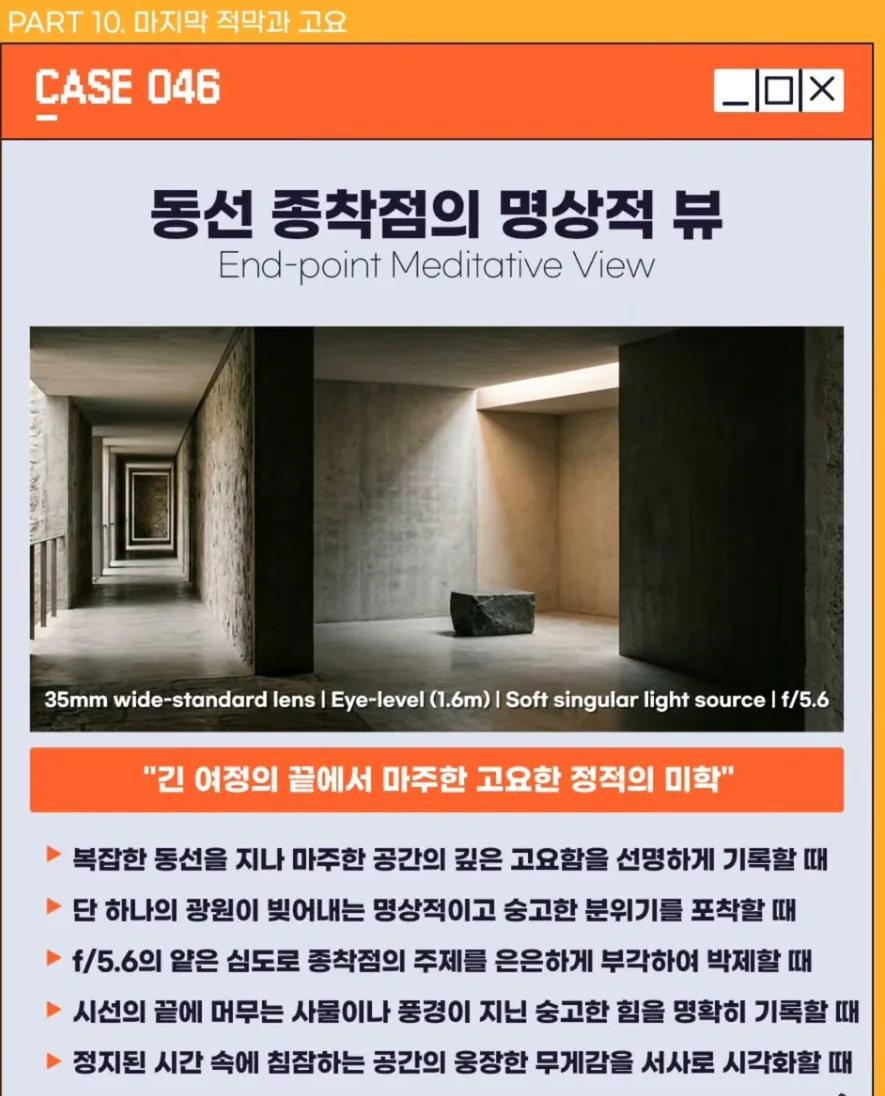 PART 10. 마지막 적막과 고요
CASE 046
동선 종착점의 명상적 뷰
End-point Meditative View
35mm wide-standard lens | Eye-level (1.6m) | Soft singular light source | f/5.6
"긴 여정의 끝에서 마주한 고요한 정적의 미학"
▶ 복잡한 동선을 지나 마주한 공간의 깊은 고요함을 선명하게 기록할 때
▶ 단 하나의 광원이 빚어내는 명상적이고 숭고한 분위기를 포착할 때
▶ f/5.6의 얕은 심도로 종착점의 주제를 은은하게 부각하여 박제할 때
▶ 시선의 끝에 머무는 사물이나 풍경이 지닌 숭고한 힘을 명확히 기록할 때
▶ 정지된 시간 속에 침잠하는 공간의 웅장한 무게감을 서사로 시각화할 때